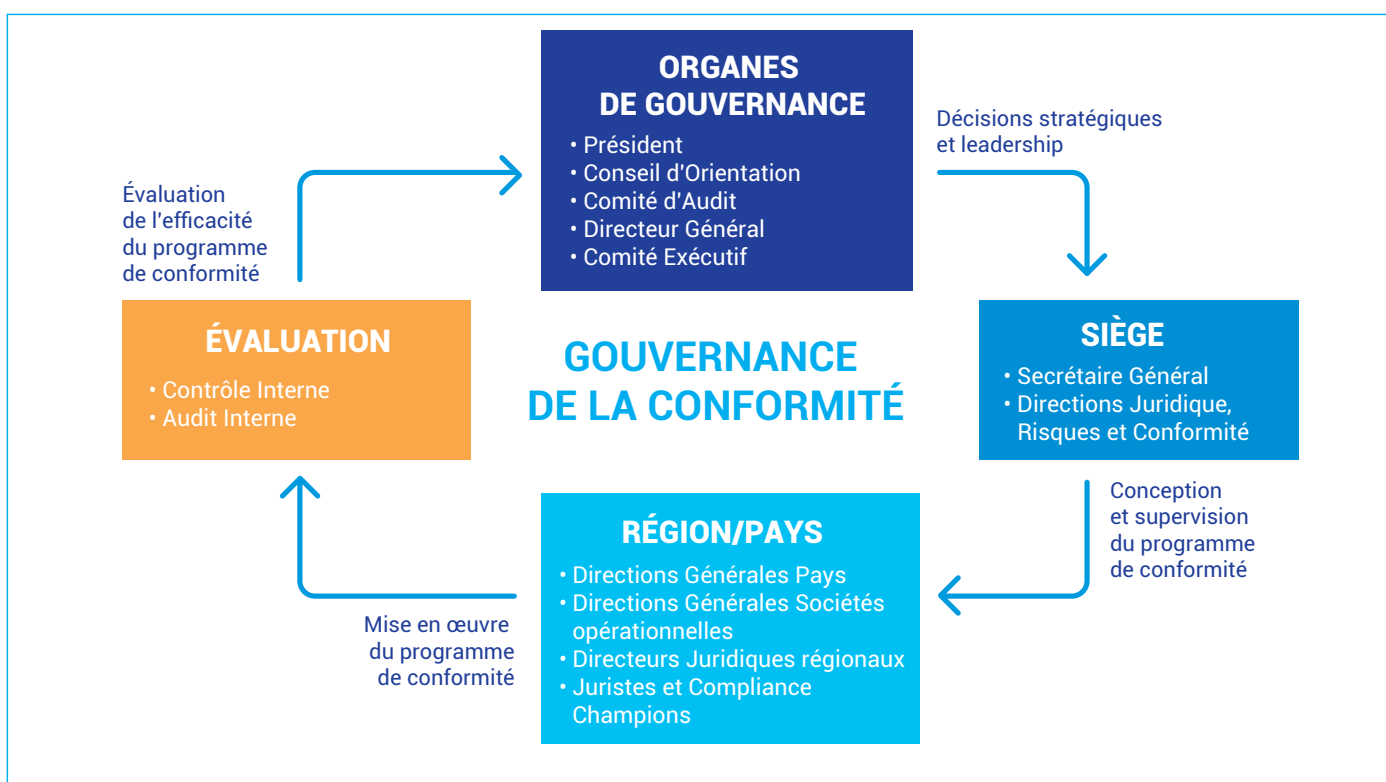 ORGANES
DE GOUVERNANCE
• Président
• Conseil d'Orientation
• Comité d'Audit
• Directeur Général
• Comité Exécutif
Décisions stratégiques
et leadership
Évaluation
de l'efficacité
du programme
de conformité
ÉVALUATION
• Contrôle Interne
• Audit Interne
GOUVERNANCE
DE LA CONFORMITÉ
SIÈGE
• Secrétaire Général
• Directions Juridique,
Risques et Conformité
Conception
et supervision
du programme
de conformité
RÉGION/PAYS
• Directions Générales Pays
• Directions Générales Sociétés
opérationnelles
• Directeurs Juridiques régionaux
• Juristes et Compliance
Champions
Mise en œuvre
du programme
de conformité